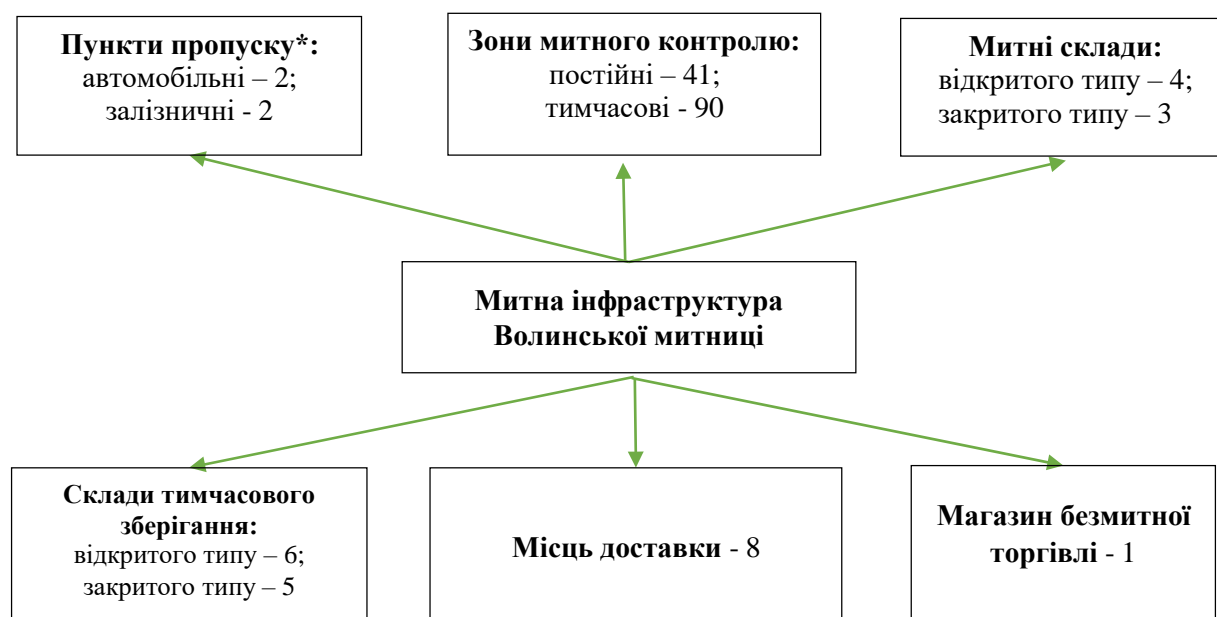 Пункти пропуску*:
автомобільні – 2;
залізничні - 2
Зони митного контролю:
постійні – 41;
тимчасові - 90
Митні склади:
відкритого типу – 4;
закритого типу – 3
Митна інфраструктура
Волинської митниці
Склади тимчасового
зберігання:
відкритого типу – 6;
закритого типу – 5
Місць доставки - 8
Магазин безмитної
торгівлі - 1